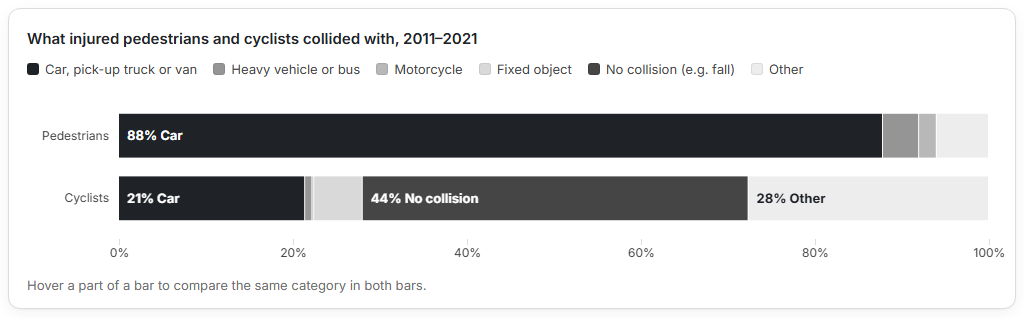 What injured pedestrians and cyclists collided with, 2011–2021
Car, pick-up truck or van Heavy vehicle or bus Motorcycle Fixed object No collision (e.g. fall) Other
Pedestrians 88% Car
Cyclists 21% Car 44% No collision 28% Other
0% 20% 40% 60% 80% 100%
Hover a part of a bar to compare the same category in both bars.